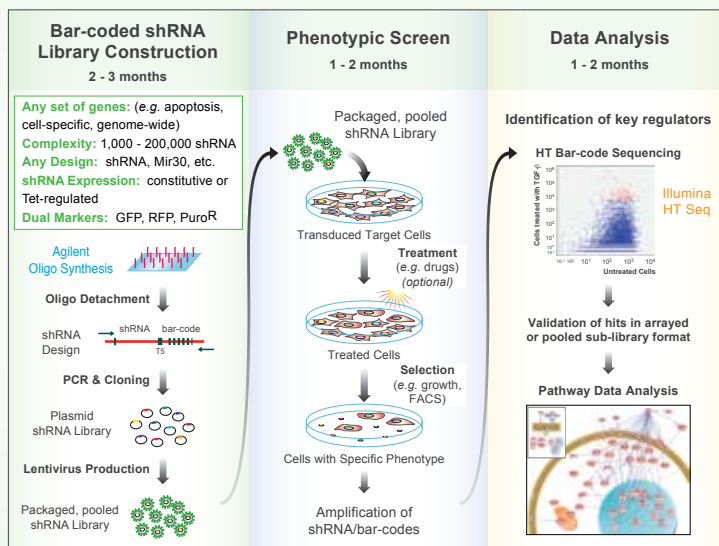 Bar-coded shRNA
Library Construction
2 - 3 months
Any set of genes: (e.g. apoptosis,
cell-specific, genome-wide)
Complexity: 1,000 - 200,000 shRNA
Any Design: shRNA, Mir30, etc.
shRNA Expression: constitutive or
Tet-regulated
Dual Markers: GFP, RFP, PuroR
Agilent
Oligo Synthesis
Oligo Detachment
shRNA bar-code
shRNA
Design
T5
PCR & Cloning
Plasmid
shRNA Library
Lentivirus Production
Packaged, pooled
shRNA Library
Phenotypic Screen
1 - 2 months
Packaged, pooled
shRNA Library
Transduced Target Cells
Treatment
(e.g. drugs)
(optional)
Treated Cells
Selection
(e.g. growth,
FACS)
Cells with Specific Phenotype
Amplification of
shRNA/bar-codes
Data Analysis
1 - 2 months
Identification of key regulators
HT Bar-code Sequencing
Cells treated with TGF-β
Illumina
HT Seq
Untreated Cells
Validation of hits in arrayed
or pooled sub-library format
Pathway Data Analysis